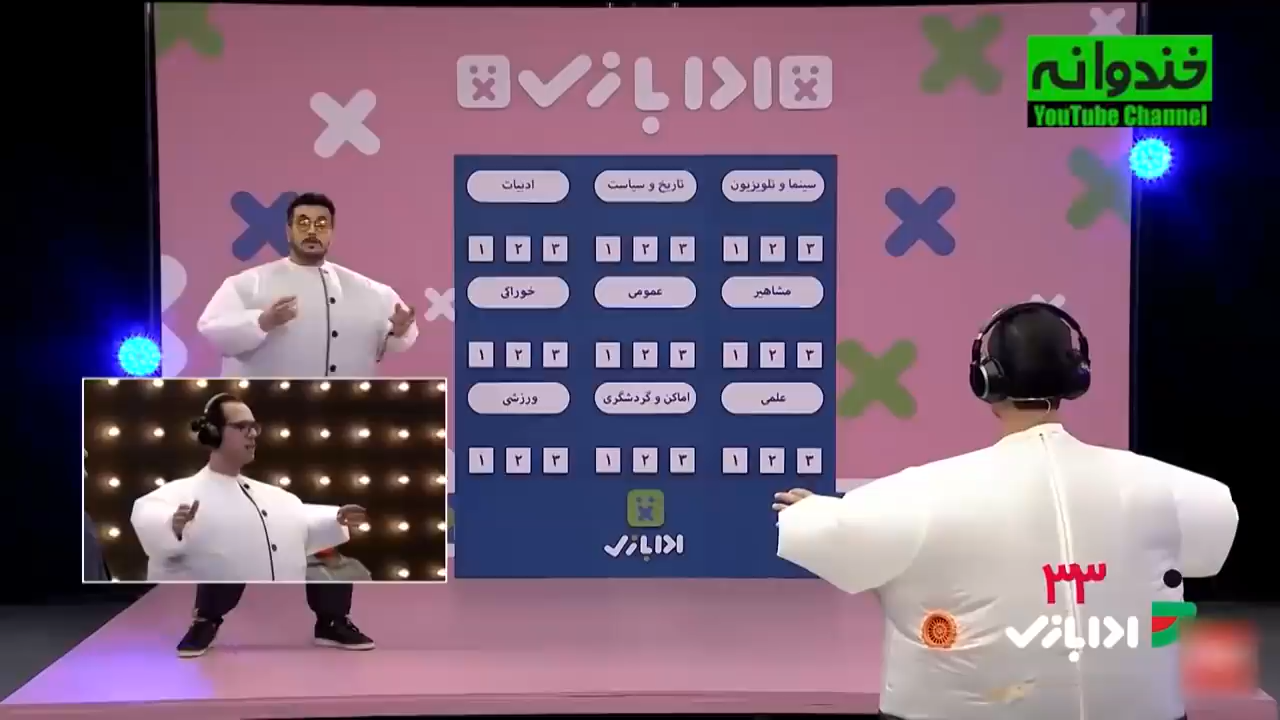 ادا بازی
خندوانه
YouTube Channel
سینما و تلویزیون
تاریخ و سیاست
ادبیات
۱ ۲ ۳
۱ ۲ ۳
۱ ۲ ۳
مشاهیر
عمومی
خوراکی
۱ ۲ ۳
۱ ۲ ۳
۱ ۲ ۳
علمی
اماکن و گردشگری
ورزشی
۱ ۲ ۳
۱ ۲ ۳
۱ ۲ ۳
ادا بازی
۳۳
ادا بازی